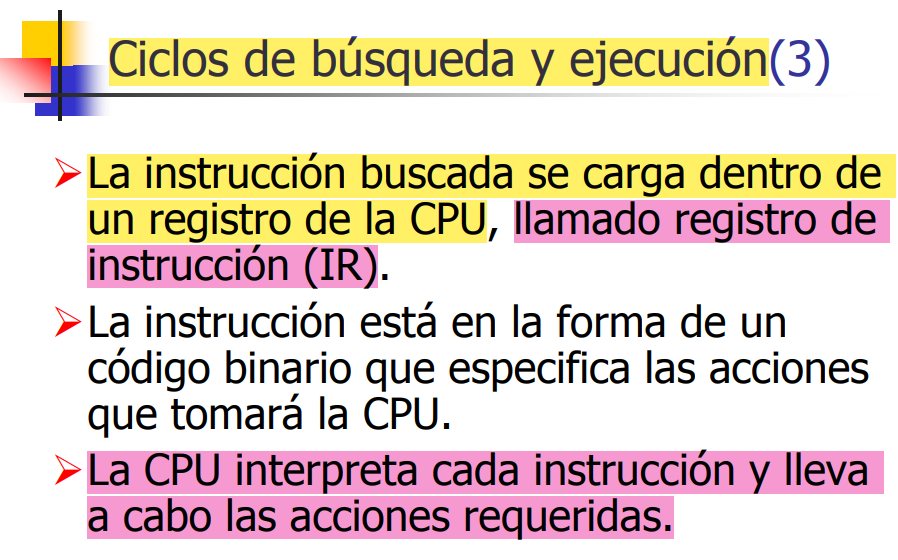 Ciclos de búsqueda y ejecución(3)
La instrucción buscada se carga dentro de
un registro de la CPU, llamado registro de
instrucción (IR).
La instrucción está en la forma de un
código binario que especifica las acciones
que tomará la CPU.
La CPU interpreta cada instrucción y lleva
a cabo las acciones requeridas.